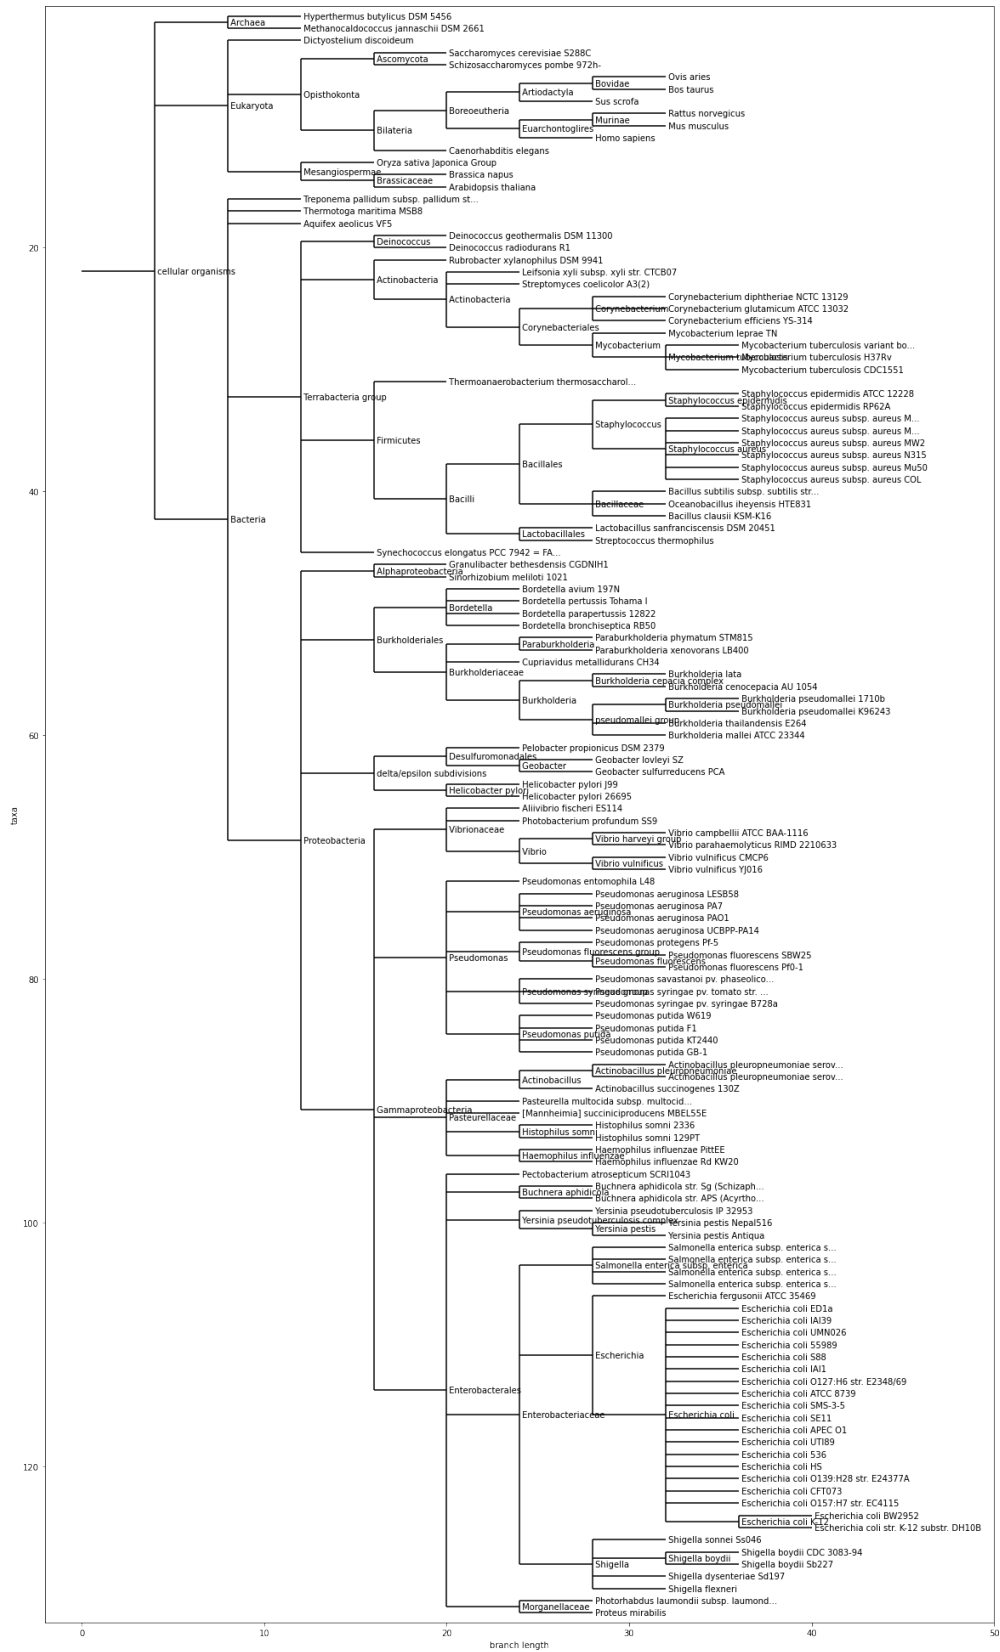 Hyperthermus butylicus DSM 5456
Archaea
Methanocaldococcus jannaschii DSM 2661
Dictyostelium discoideum
Saccharomyces cerevisiae S288C
Ascomycota
Schizosaccharomyces pombe 972h-
Ovis aries
Bovidae
Bos taurus
Artiodactyla
Sus scrofa
Opisthokonta
Eukaryota
Boreoeutheria
Rattus norvegicus
Murinae
Mus musculus
Euarchontoglires
Homo sapiens
Bilateria
Caenorhabditis elegans
Oryza sativa Japonica Group
Mesangiospermae
Brassica napus
Brassicaceae
Arabidopsis thaliana
Treponema pallidum subsp. pallidum st...
Thermotoga maritima MSB8
Aquifex aeolicus VF5
Deinococcus geothermalis DSM 11300
Deinococcus
Deinococcus radiodurans R1
20
Rubrobacter xylanophilus DSM 9941
cellular organisms
Leifsonia xyli subsp. xyli str. CTCB07
Actinobacteria
Streptomyces coelicolor A3(2)
Actinobacteria
Corynebacterium diphtheriae NCTC 13129
Corynebacterium
Corynebacterium glutamicum ATCC 13032
Corynebacterium efficiens YS-314
Corynebacteriales
Mycobacterium leprae TN
Mycobacterium
Mycobacterium tuberculosis variant bo...
Mycobacterium tuberculosis
Mycobacterium tuberculosis H37Rv
Mycobacterium tuberculosis CDC1551
Thermoanaerobacterium thermosaccharol...
Terrabacteria group
Staphylococcus epidermidis ATCC 12228
Staphylococcus epidermidis
Staphylococcus epidermidis RP62A
Staphylococcus
Staphylococcus aureus subsp. aureus M...
Staphylococcus aureus subsp. aureus M...
Firmicutes
Staphylococcus aureus subsp. aureus MW2
Staphylococcus aureus
Staphylococcus aureus subsp. aureus N315
Bacillales
Staphylococcus aureus subsp. aureus Mu50
Staphylococcus aureus subsp. aureus COL
Bacilli
40
Bacillus subtilis subsp. subtilis str...
Bacillaceae
Oceanobacillus iheyensis HTE831
Bacillus clausii KSM-K16
Bacteria
Lactobacillus sanfranciscensis DSM 20451
Lactobacillales
Streptococcus thermophilus
Synechococcus elongatus PCC 7942 = FA...
Granulibacter bethesdensis CGDNIH1
Alphaproteobacteria
Sinorhizobium meliloti 1021
Bordetella avium 197N
Bordetella pertussis Tohama I
Bordetella
Bordetella parapertussis 12822
Bordetella bronchiseptica RB50
Burkholderiales
Paraburkholderia phymatum STM815
Paraburkholderia
Paraburkholderia xenovorans LB400
Cupriavidus metallidurans CH34
Burkholderiaceae
Burkholderia lata
Burkholderia cepacia complex
Burkholderia cenocepacia AU 1054
Burkholderia
Burkholderia pseudomallei 1710b
Burkholderia pseudomallei
Burkholderia pseudomallei K96243
pseudomallei group
Burkholderia thailandensis E264
60
Burkholderia mallei ATCC 23344
Pelobacter propionicus DSM 2379
Desulfuromonadales
Geobacter lovleyi SZ
Geobacter
Geobacter sulfurreducens PCA
delta/epsilon subdivisions
Helicobacter pylori J99
Helicobacter pylori
Helicobacter pylori 26695
Aliivibrio fischeri ES114
taxa
Photobacterium profundum SS9
Vibrionaceae
Vibrio campbellii ATCC BAA-1116
Vibrio harveyi group
Vibrio parahaemolyticus RIMD 2210633
Proteobacteria
Vibrio
Vibrio vulnificus CMCP6
Vibrio vulnificus
Vibrio vulnificus YJ016
Pseudomonas entomophila L48
Pseudomonas aeruginosa LESB58
Pseudomonas aeruginosa PA7
Pseudomonas aeruginosa
Pseudomonas aeruginosa PAO1
Pseudomonas aeruginosa UCBPP-PA14
Pseudomonas protegens Pf-5
Pseudomonas fluorescens group
Pseudomonas
Pseudomonas fluorescens SBW25
Pseudomonas fluorescens
Pseudomonas fluorescens Pf0-1
80
Pseudomonas savastanoi pv. phaseolico...
Pseudomonas syringae group
Pseudomonas syringae pv. tomato str. ...
Pseudomonas syringae pv. syringae B728a
Pseudomonas putida W619
Pseudomonas putida F1
Pseudomonas putida
Pseudomonas putida KT2440
Pseudomonas putida GB-1
Actinobacillus pleuropneumoniae serov...
Actinobacillus pleuropneumoniae
Actinobacillus pleuropneumoniae serov...
Actinobacillus
Actinobacillus succinogenes 130Z
Pasteurella multocida subsp. multocid...
Gammaproteobacteria
[Mannheimia] succiniciproducens MBEL55E
Pasteurellaceae
Histophilus somni 2336
Histophilus somni
Histophilus somni 129PT
Haemophilus influenzae PittEE
Haemophilus influenzae
Haemophilus influenzae Rd KW20
Pectobacterium atrosepticum SCRI1043
Buchnera aphidicola str. Sg (Schizaph...
Buchnera aphidicola
Buchnera aphidicola str. APS (Acyrtho...
Yersinia pseudotuberculosis IP 32953
Yersinia pseudotuberculosis complex
100
Yersinia pestis Nepal516
Yersinia pestis
Yersinia pestis Antiqua
Salmonella enterica subsp. enterica s...
Salmonella enterica subsp. enterica s...
Salmonella enterica subsp. enterica
Salmonella enterica subsp. enterica s...
Salmonella enterica subsp. enterica s...
Escherichia fergusonii ATCC 35469
Escherichia coli ED1a
Escherichia coli IAI39
Escherichia coli UMN026
Escherichia coli 55989
Escherichia
Escherichia coli S88
Escherichia coli IAI1
Escherichia coli O127:H6 str. E2348/69
Enterobacterales
Escherichia coli ATCC 8739
Escherichia coli SMS-3-5
Enterobacteriaceae
Escherichia coli
Escherichia coli SE11
Escherichia coli APEC O1
Escherichia coli UTI89
Escherichia coli 536
120
Escherichia coli HS
Escherichia coli O139:H28 str. E24377A
Escherichia coli CFT073
Escherichia coli O157:H7 str. EC4115
Escherichia coli BW2952
Escherichia coli K-12
Escherichia coli str. K-12 substr. DH10B
Shigella sonnei Ss046
Shigella boydii CDC 3083-94
Shigella boydii
Shigella
Shigella boydii Sb227
Shigella dysenteriae Sd197
Shigella flexneri
Photorhabdus laumondii subsp. laumond...
Morganellaceae
Proteus mirabilis
0 10 20 30 40 50
branch length